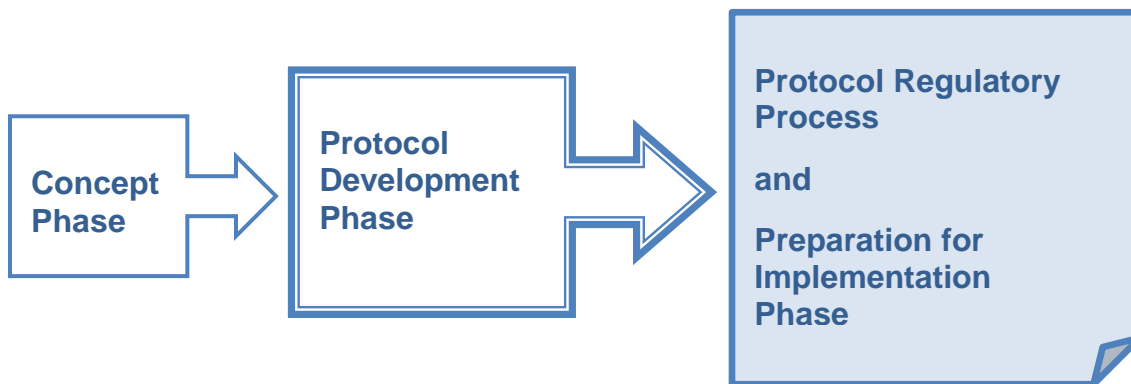 Concept
Phase
Protocol
Development
Phase
Protocol Regulatory
Process
and
Preparation for
Implementation
Phase